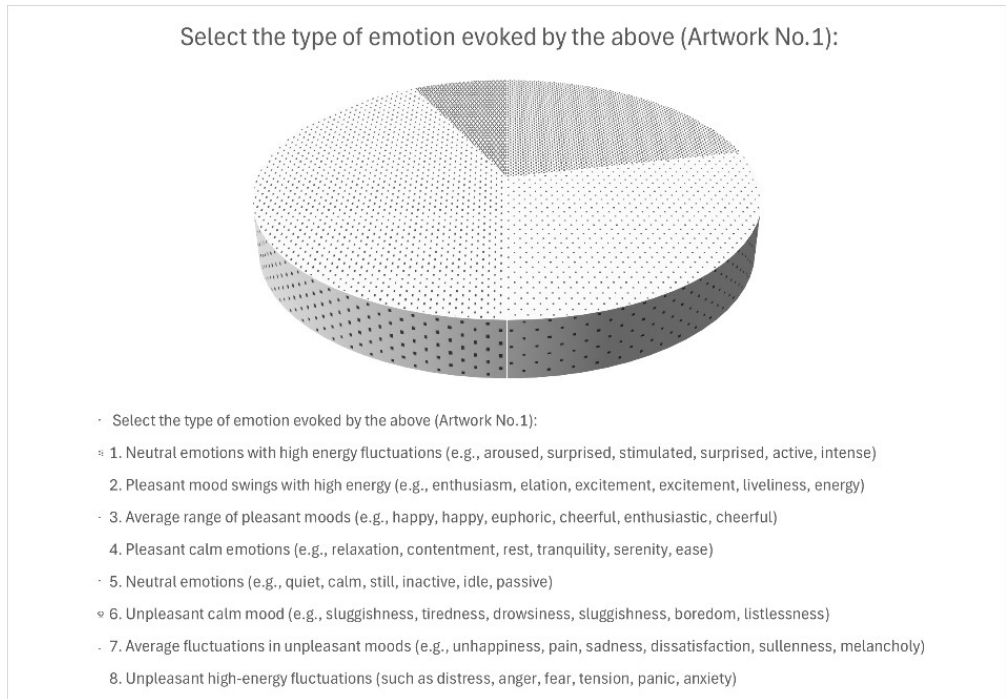 Select the type of emotion evoked by the above (Artwork No.1):
Select the type of emotion evoked by the above (Artwork No.1):
1. Neutral emotions with high energy fluctuations (e.g., aroused, surprised, stimulated, surprised, active, intense)
2. Pleasant mood swings with high energy (e.g., enthusiasm, elation, excitement, excitement, liveliness, energy)
3. Average range of pleasant moods (e.g., happy, happy, euphoric, cheerful, enthusiastic, cheerful)
4. Pleasant calm emotions (e.g., relaxation, contentment, rest, tranquility, serenity, ease)
5. Neutral emotions (e.g., quiet, calm, still, inactive, idle, passive)
6. Unpleasant calm mood (e.g., sluggishness, tiredness, drowsiness, sluggishness, boredom, listlessness)
7. Average fluctuations in unpleasant moods (e.g., unhappiness, pain, sadness, dissatisfaction, sullenness, melancholy)
8. Unpleasant high-energy fluctuations (such as distress, anger, fear, tension, panic, anxiety)